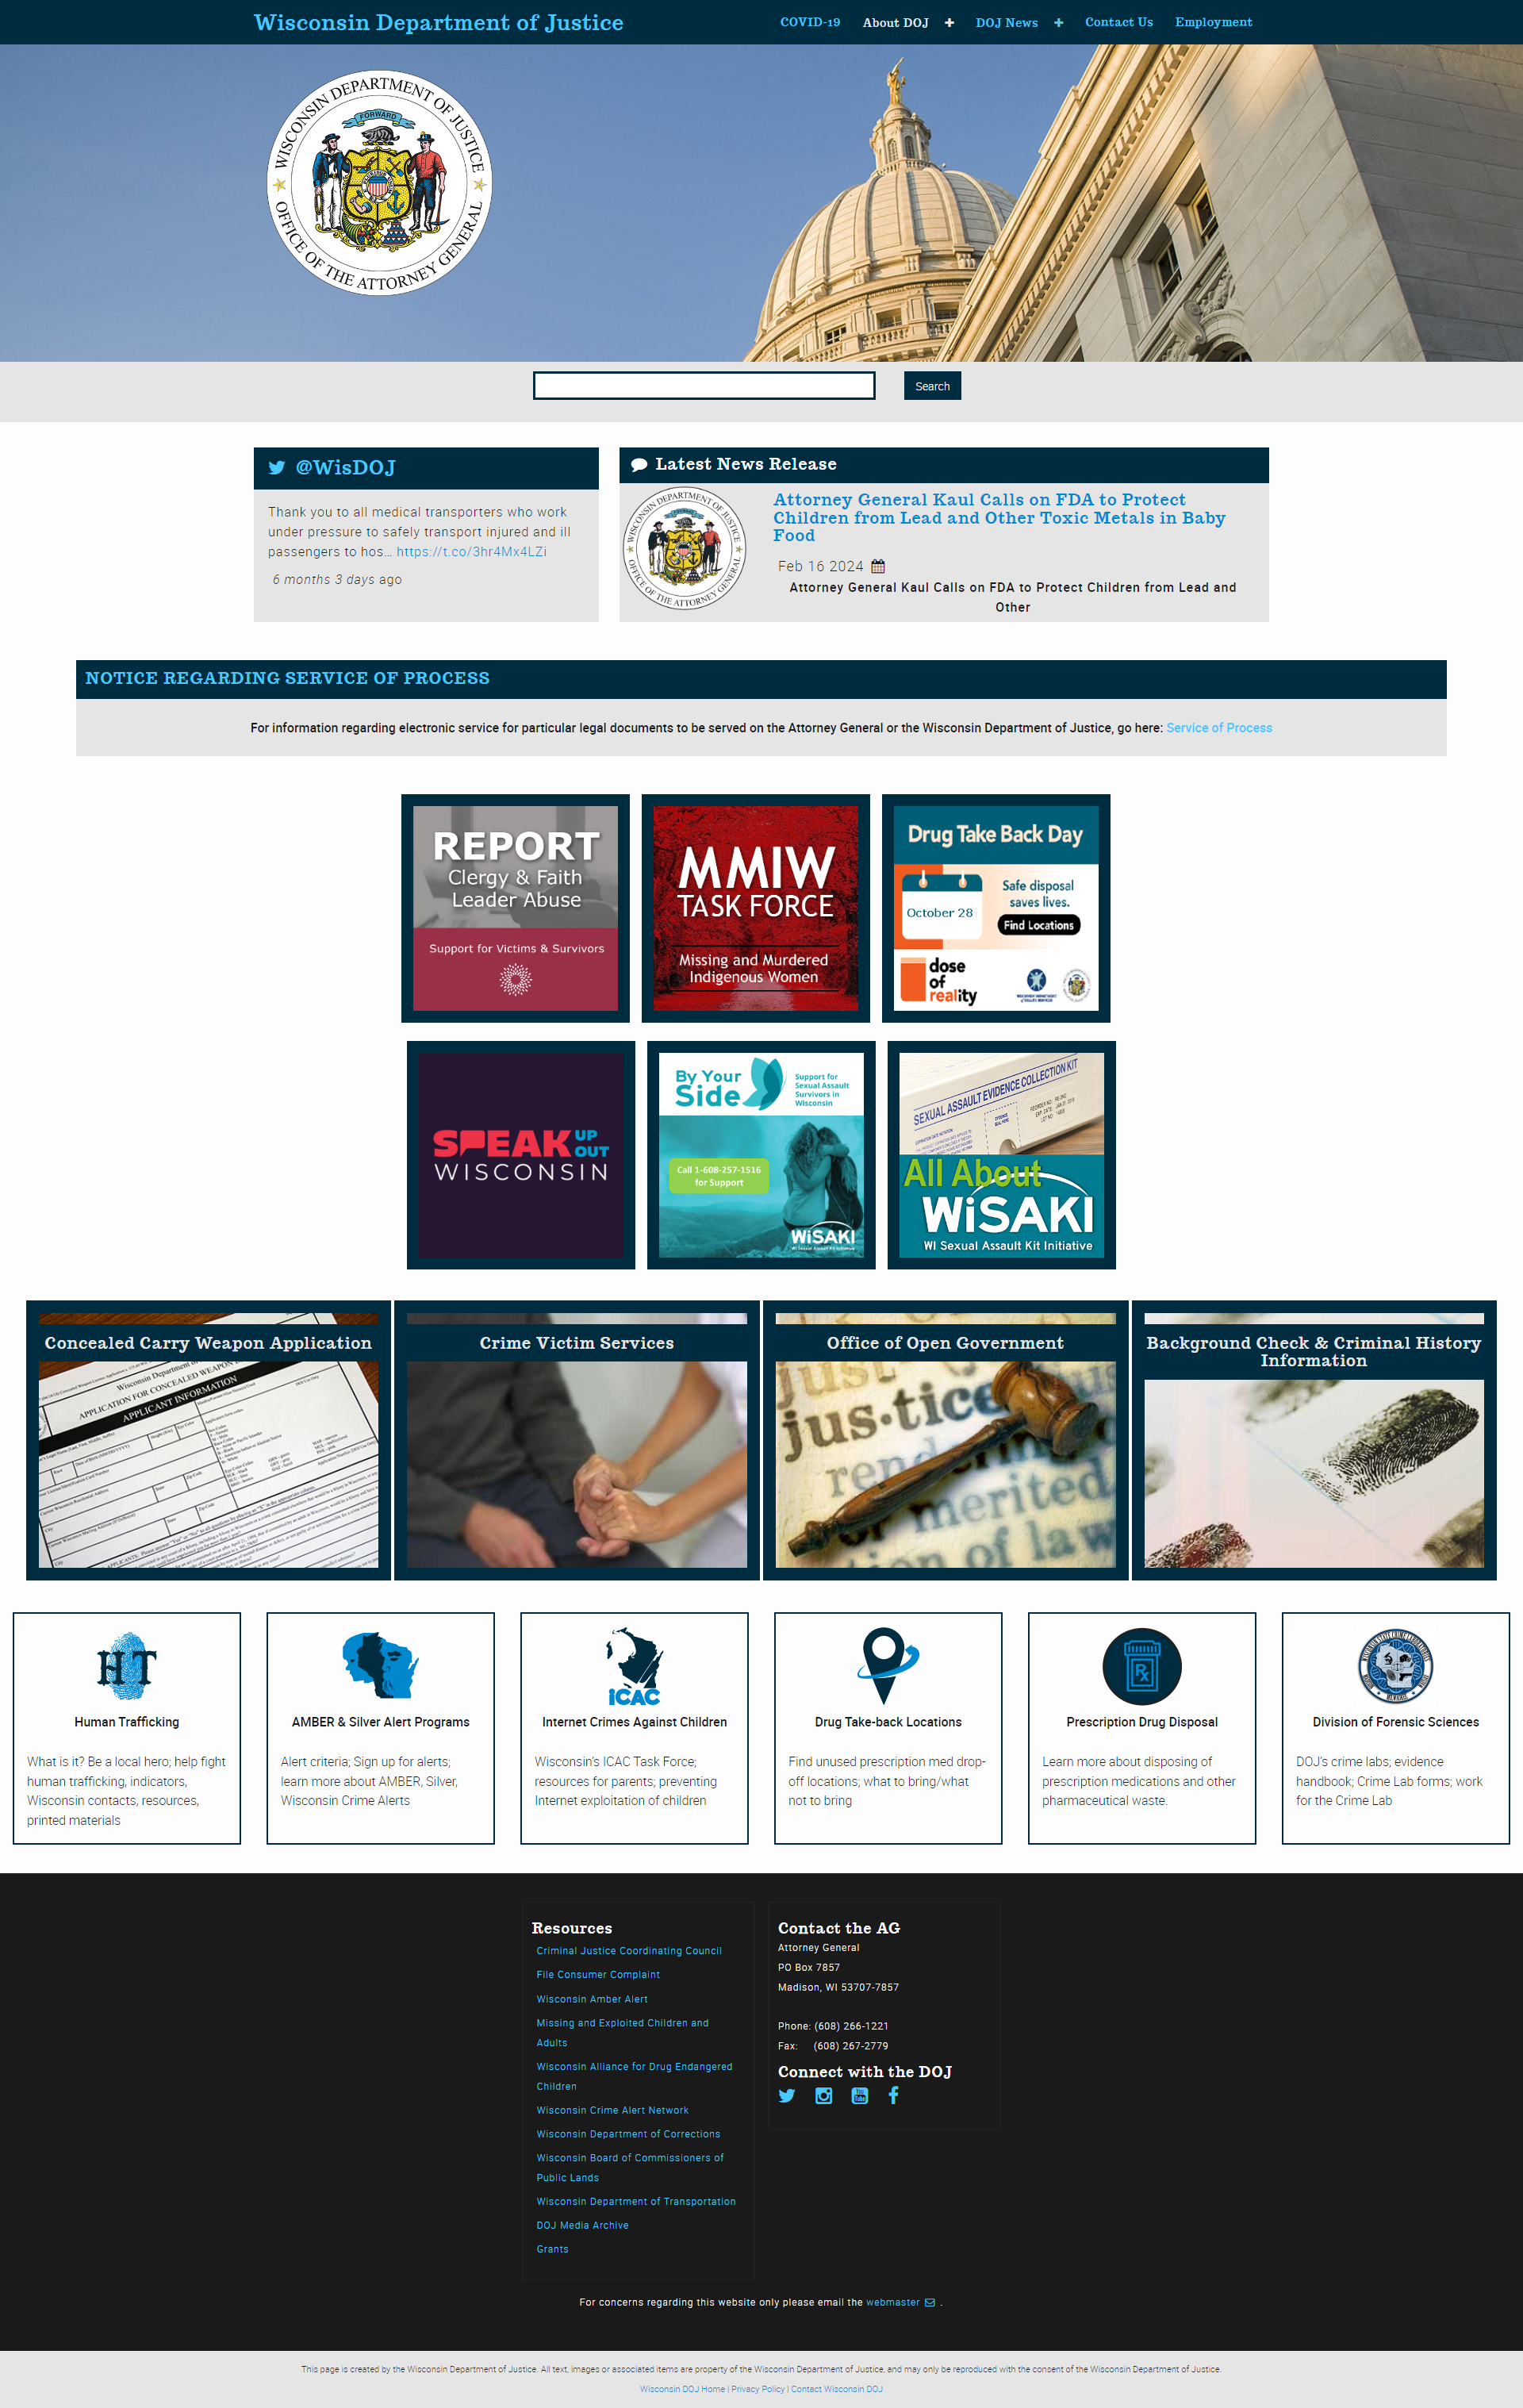 Wisconsin Department of Justice
COVID-19
About DOJ
DOJ News
Contact Us
Employment
WISCONSIN DEPARTMENT OF JUSTICE
FORWARD
OFFICE OF THE ATTORNEY GENERAL
Search
@WisDOJ
Thank you to all medical transporters who work
under pressure to safely transport injured and ill
passengers to hos... https://t.co/3hr4Mx4LZi
6 months 3 days ago
Latest News Release
WISCONSIN DEPARTMENT OF JUSTICE
OFFICE OF THE ATTORNEY GENERAL
Attorney General Kaul Calls on FDA to Protect
Children from Lead and Other Toxic Metals in Baby
Food
Feb 16 2024
Attorney General Kaul Calls on FDA to Protect Children from Lead and
Other
NOTICE REGARDING SERVICE OF PROCESS
For information regarding electronic service for particular legal documents to be served on the Attorney General or the Wisconsin Department of Justice, go here: Service of Process
REPORT
Clergy & Faith
Leader Abuse
Support for Victims & Survivors
MMIW
TASK FORCE
Missing and Murdered
Indigenous Women
Drug Take Back Day
October 28
Safe disposal
saves lives.
Find Locations
dose
of
reality
SPEAK UP
OUT
WISCONSIN
By Your
Side
Support for
Sexual Assault
Survivors in
Wisconsin
Call 1-608-257-1516
for Support
WiSAKI
WI Sexual Assault Kit Initiative
SEXUAL ASSAULT EVIDENCE COLLECTION KIT
All About
WiSAKI
WI Sexual Assault Kit Initiative
Concealed Carry Weapon Application
APPLICANT INFORMATION
Crime Victim Services
Office of Open Government
jus·tice
merited
of law
Background Check & Criminal History
Information
HT
Human Trafficking
What is it? Be a local hero; help fight
human trafficking, indicators,
Wisconsin contacts, resources,
printed materials
AMBER & Silver Alert Programs
Alert criteria; Sign up for alerts;
learn more about AMBER, Silver,
Wisconsin Crime Alerts
iCAC
Internet Crimes Against Children
Wisconsin's ICAC Task Force;
resources for parents; preventing
Internet exploitation of children
Drug Take-back Locations
Find unused prescription med drop-
off locations; what to bring/what
not to bring
Rx
Prescription Drug Disposal
Learn more about disposing of
prescription medications and other
pharmaceutical waste.
Division of Forensic Sciences
DOJ's crime labs; evidence
handbook; Crime Lab forms; work
for the Crime Lab
Resources
Criminal Justice Coordinating Council
File Consumer Complaint
Wisconsin Amber Alert
Missing and Exploited Children and
Adults
Wisconsin Alliance for Drug Endangered
Children
Wisconsin Crime Alert Network
Wisconsin Department of Corrections
Wisconsin Board of Commissioners of
Public Lands
Wisconsin Department of Transportation
DOJ Media Archive
Grants
Contact the AG
Attorney General
PO Box 7857
Madison, WI 53707-7857
Phone: (608) 266-1221
Fax: (608) 267-2779
Connect with the DOJ
For concerns regarding this website only please email the webmaster .
This page is created by the Wisconsin Department of Justice. All text, images or associated items are property of the Wisconsin Department of Justice, and may only be reproduced with the consent of the Wisconsin Department of Justice.
Wisconsin DOJ Home | Privacy Policy | Contact Wisconsin DOJ